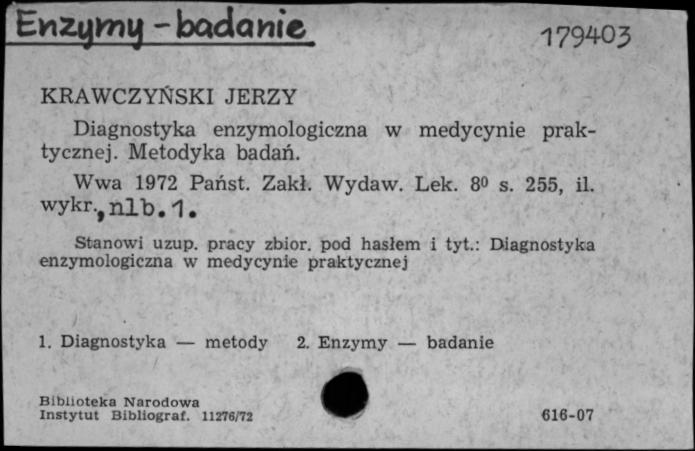 Enzymy - badanie
179403
KRAWCZYŃSKI JERZY
Diagnostyka enzymologiczna w medycynie prak-
tycznej. Metodyka badań.
Wwa 1972 Państ. Zakł. Wydaw. Lek. 8⁰ s. 255, il.
wykr., nlb. 1.
Stanowi uzup. pracy zbior. pod hasłem i tyt.: Diagnostyka
enzymologiczna w medycynie praktycznej
1. Diagnostyka — metody 2. Enzymy — badanie
Biblioteka Narodowa
Instytut Bibliograf. 11276/72
616-07